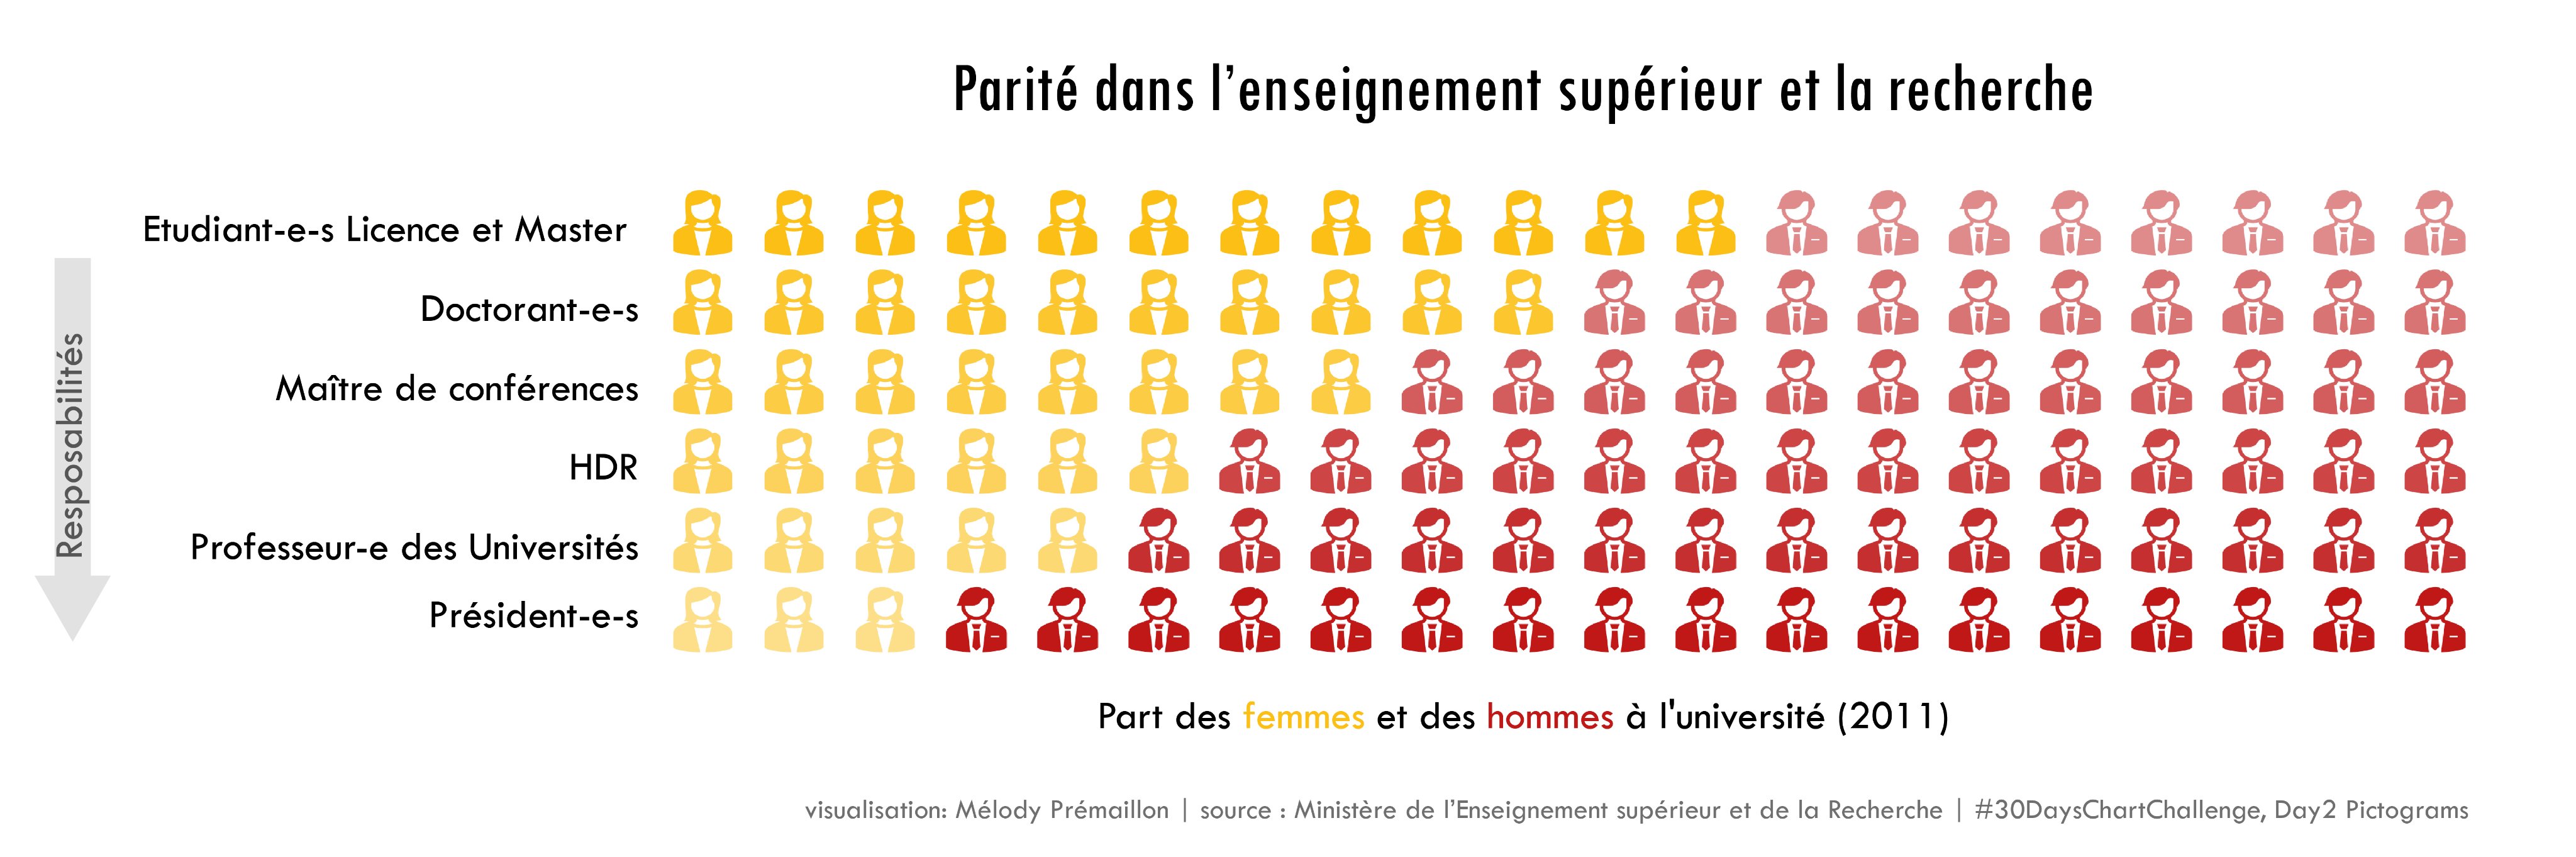 Parité dans l’enseignement supérieur et la recherche
Resposabilités
Etudiant-e-s Licence et Master
Doctorant-e-s
Maître de conférences
HDR
Professeur-e des Universités
Président-e-s
Part des femmes et des hommes à l'université (2011)
visualisation: Mélody Prémaillon | source : Ministère de l’Enseignement supérieur et de la Recherche | #30DaysChartChallenge, Day2 Pictograms